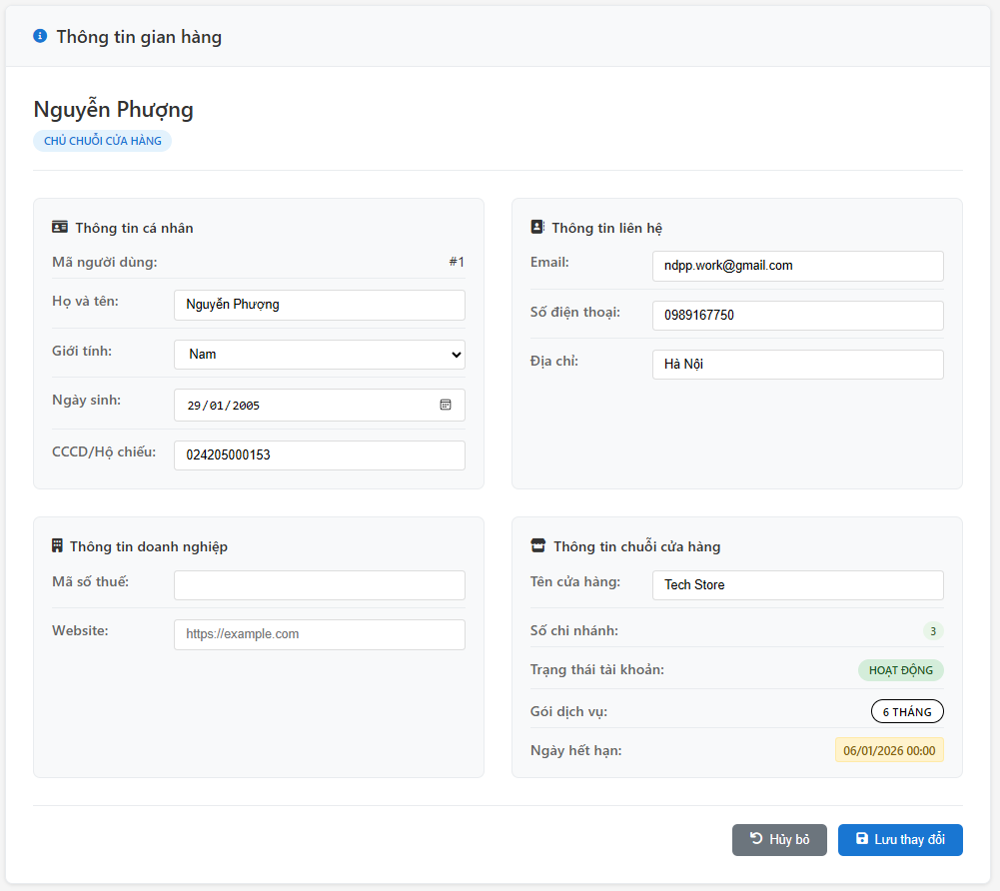 Thông tin gian hàng
Nguyễn Phượng
CHỦ CHUỖI CỬA HÀNG
Thông tin cá nhân
Mã người dùng: #1
Họ và tên: Nguyễn Phượng
Giới tính: Nam
Ngày sinh: 29/01/2005
CCCD/Hộ chiếu: 024205000153
Thông tin liên hệ
Email: ndpp.work@gmail.com
Số điện thoại: 0989167750
Địa chỉ: Hà Nội
Thông tin doanh nghiệp
Mã số thuế:
Website: https://example.com
Thông tin chuỗi cửa hàng
Tên cửa hàng: Tech Store
Số chi nhánh: 3
Trạng thái tài khoản: HOẠT ĐỘNG
Gói dịch vụ: 6 THÁNG
Ngày hết hạn: 06/01/2026 00:00
Hủy bỏ
Lưu thay đổi